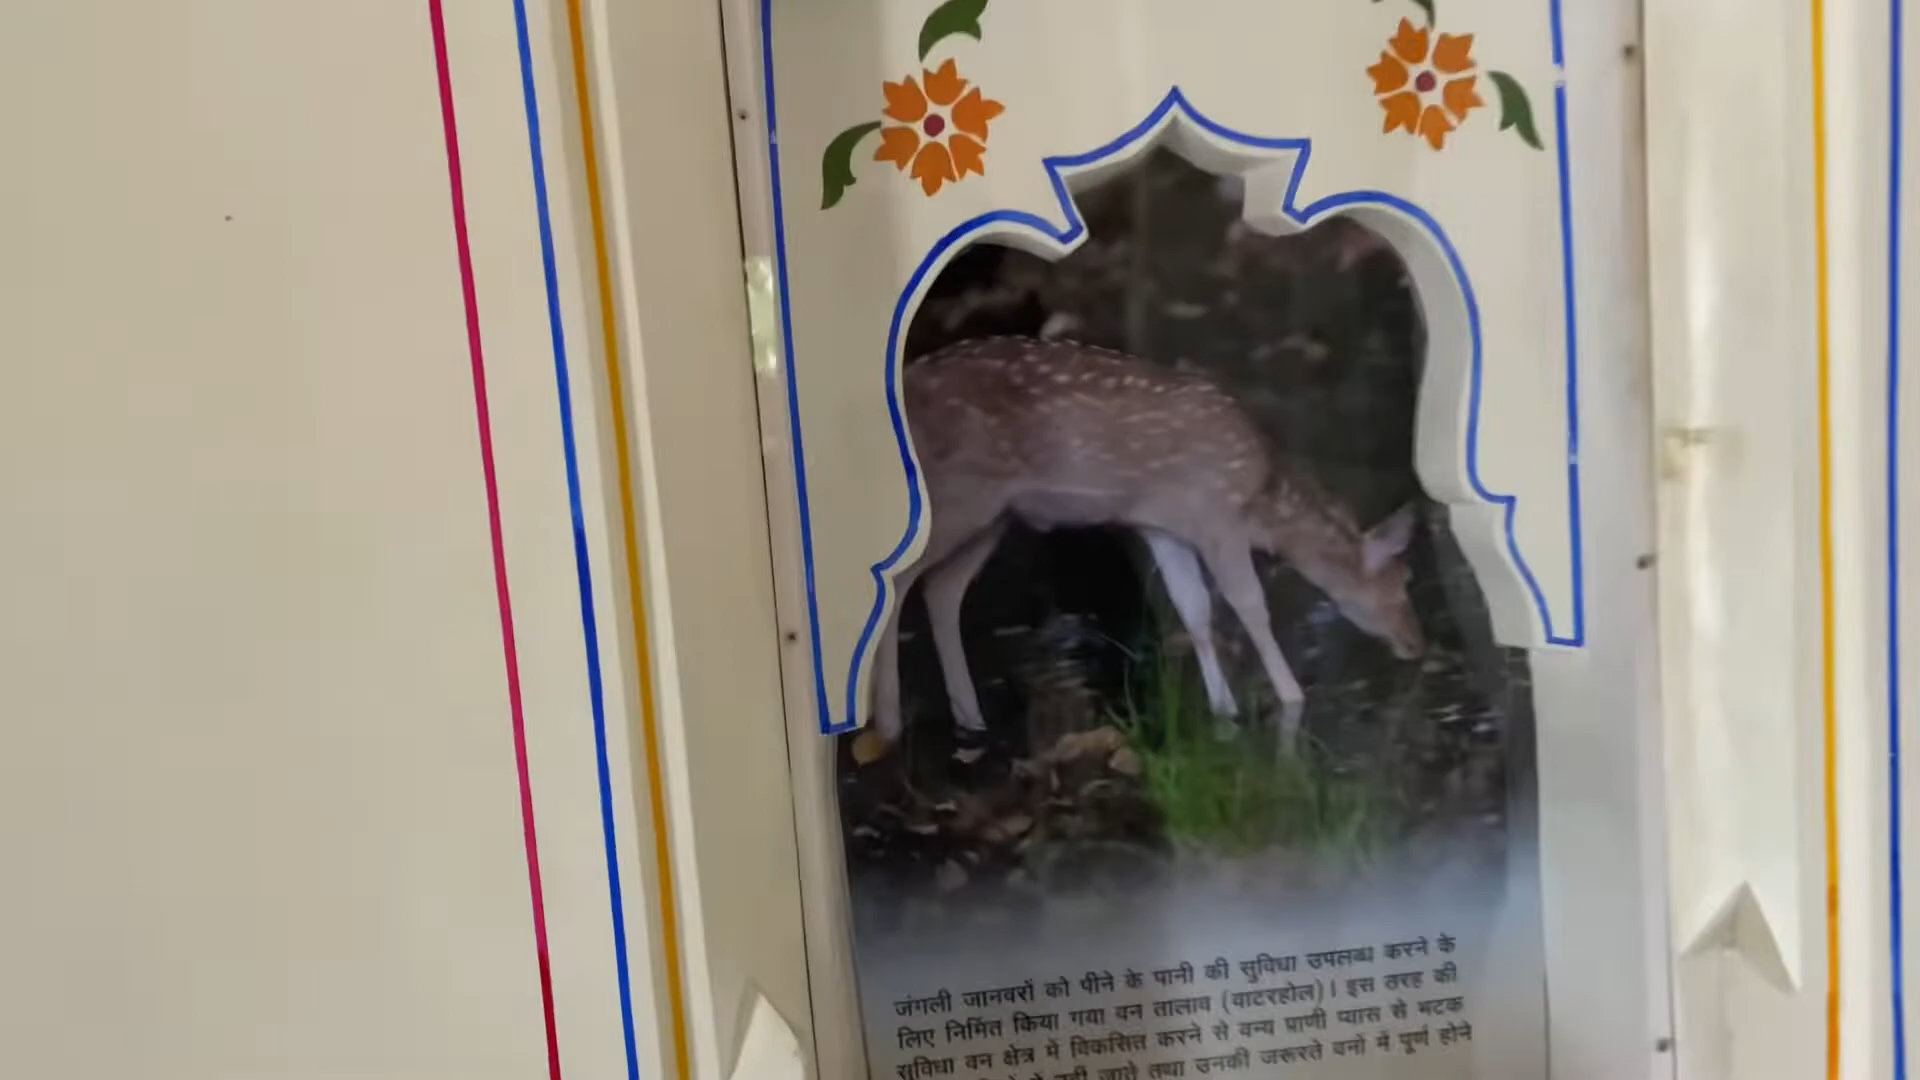 जंगली जानवरों को पीने के पानी की सुविधा उपलब्ध करने के
लिए निर्मित किया गया वन तालाव (वाटरहोल)। इस तरह की
सुविधा वन क्षेत्र में विकसित करने से वन्य प्राणी प्यास से भटक
नही जाते तथा उनकी जरूरते वनों में पूर्ण होने